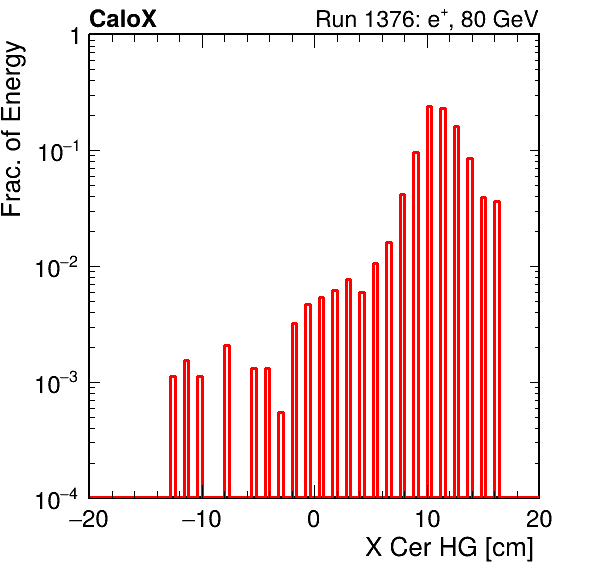 CaloX Run 1376: e⁺, 80 GeV
Frac. of Energy
1
10⁻¹
10⁻²
10⁻³
10⁻⁴
−20 −10 0 10 20
X Cer HG [cm]